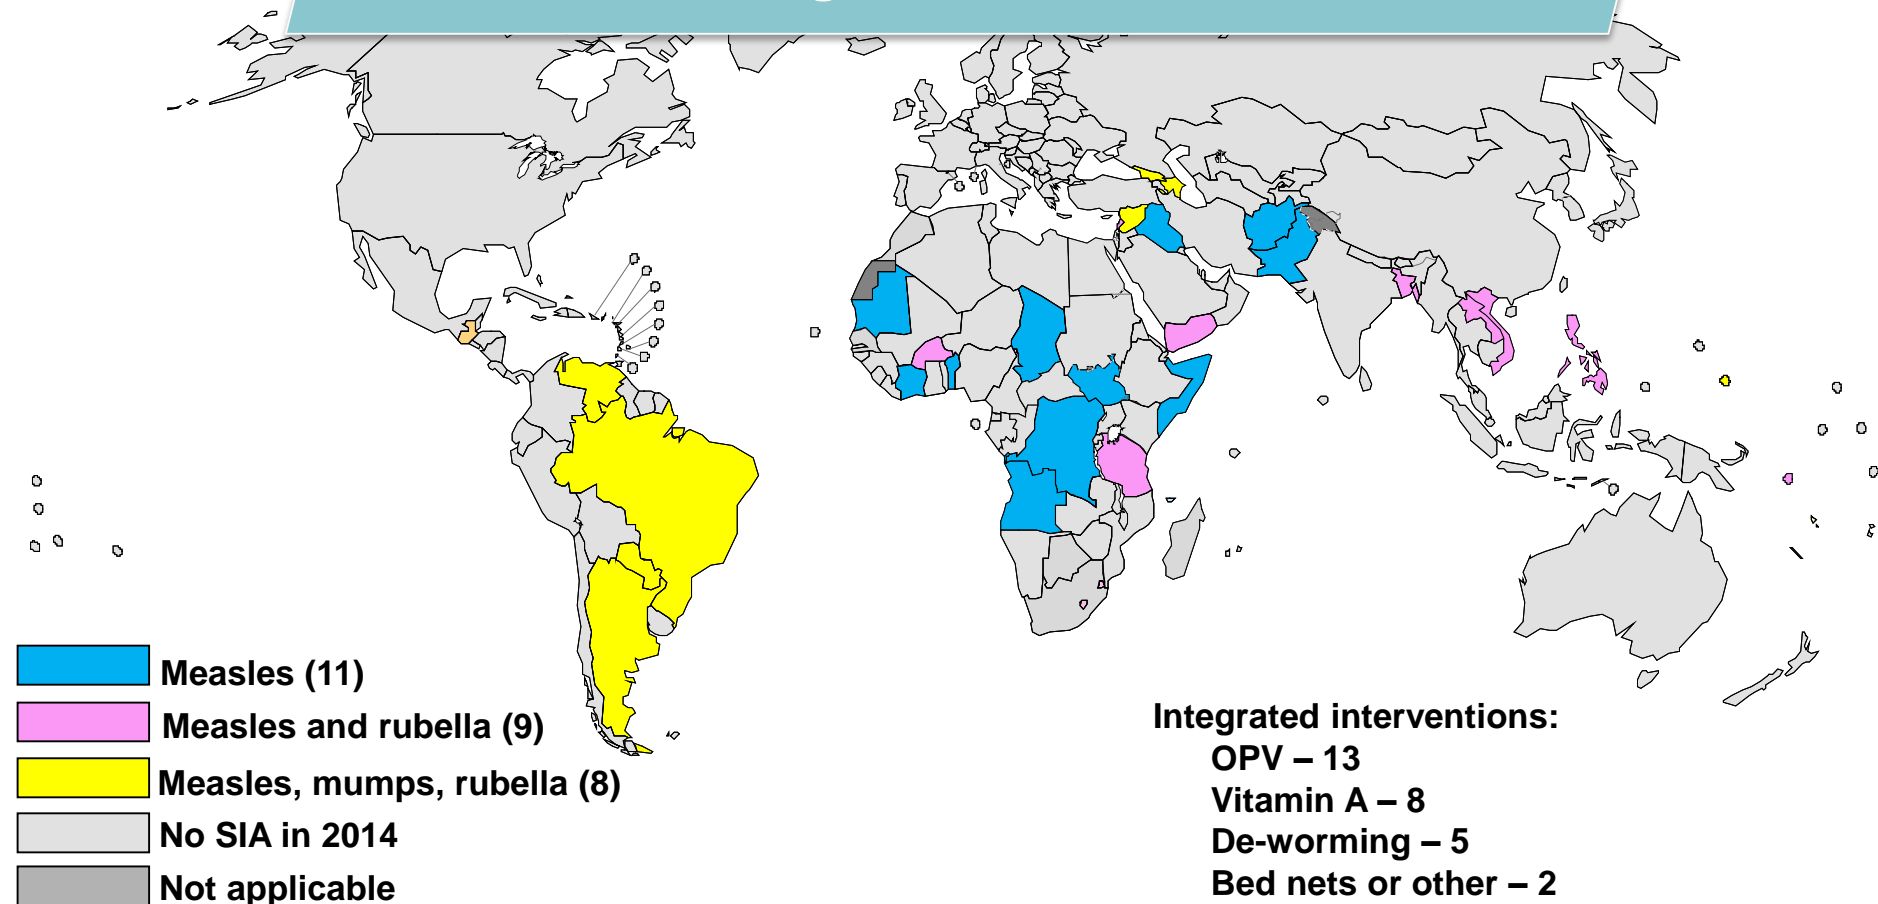 Measles (11)
Measles and rubella (9)
Measles, mumps, rubella (8)
No SIA in 2014
Not applicable
Integrated interventions:
OPV – 13
Vitamin A – 8
De-worming – 5
Bed nets or other – 2